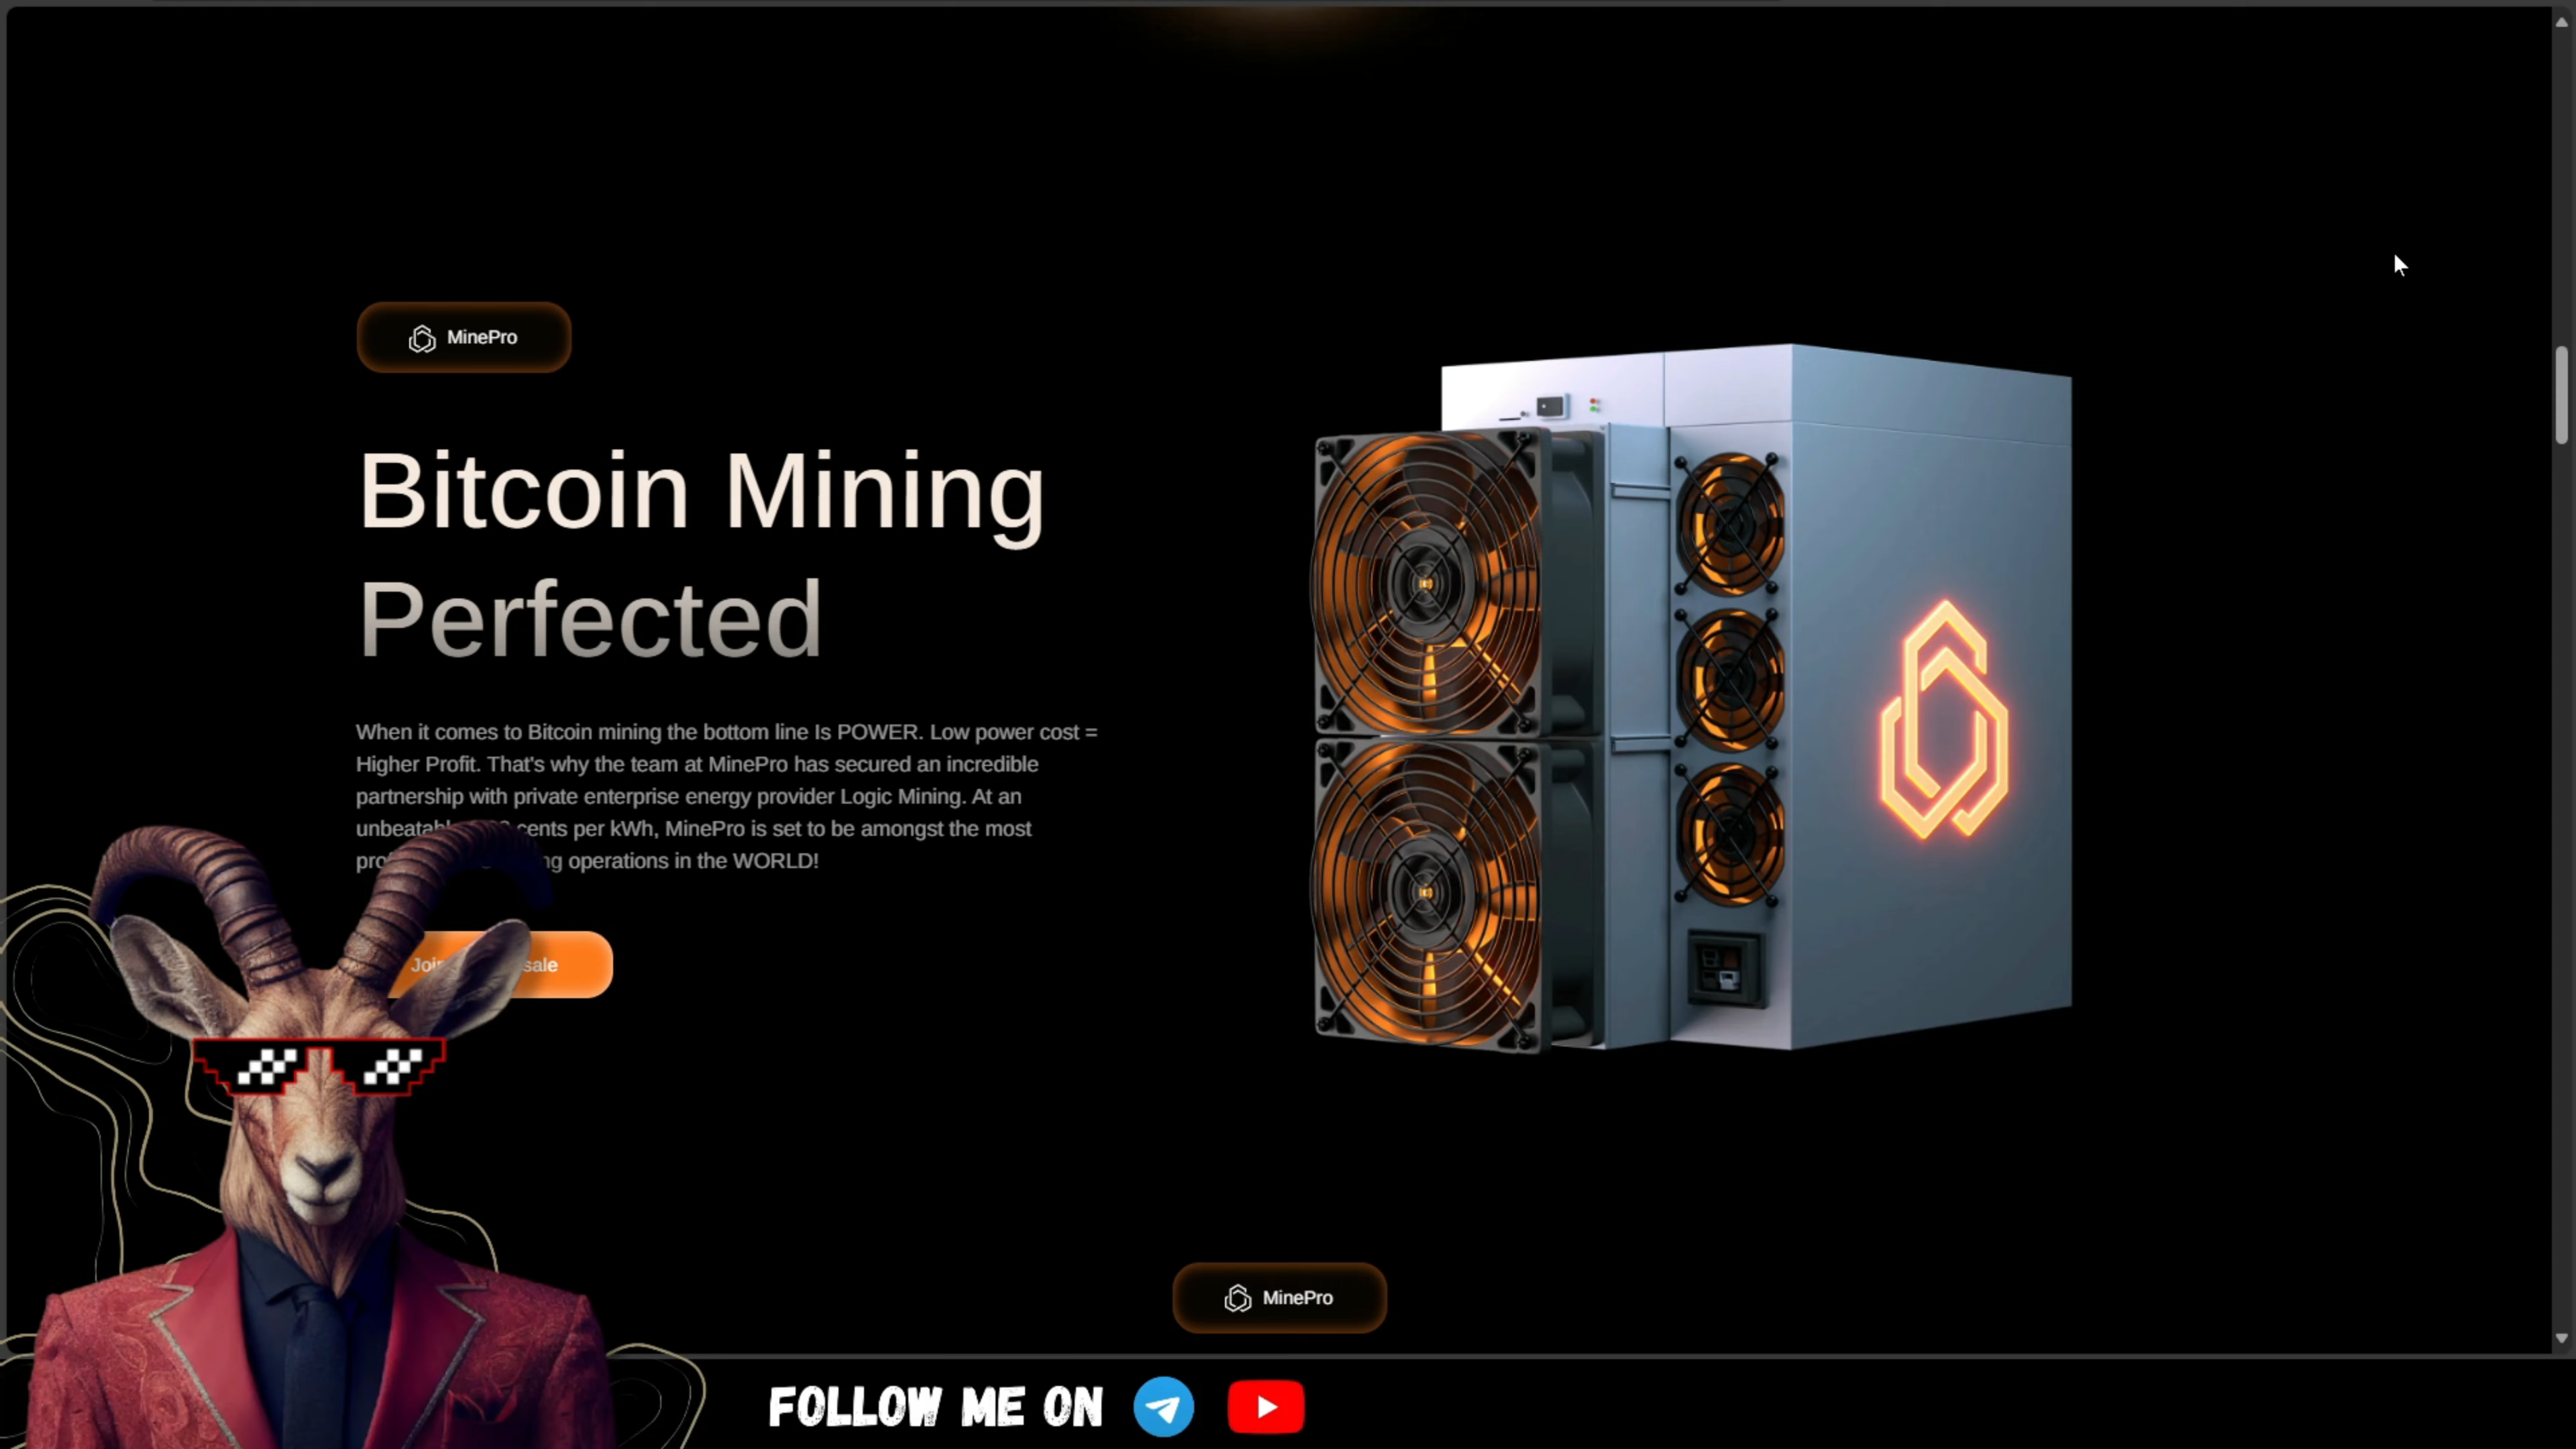 MinePro
Bitcoin Mining
Perfected
When it comes to Bitcoin mining the bottom line Is POWER. Low power cost =
Higher Profit. That's why the team at MinePro has secured an incredible
partnership with private enterprise energy provider Logic Mining. At an
cents per kWh, MinePro is set to be amongst the most
operations in the WORLD!
MinePro
FOLLOW ME ON